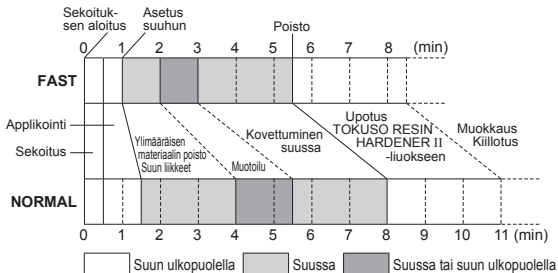 Sekoituk-
sen aloitus
Asetus
suuhun
Poisto
0 1 2 3 4 5 6 7 8 (min)
FAST
Applikointi
Sekoitus
Ylimääräisen
materiaalin poisto
Suun liikkeet
Muotoilu
Kovettuminen
suussa
Upotus
TOKUSO RESIN
HARDENER II
-liuokseen
Muokkaus
Kiillotus
NORMAL
0 1 2 3 4 5 6 7 8 9 10 11 (min)
Suun ulkopuolella
Suussa
Suussa tai suun ulkopuolella